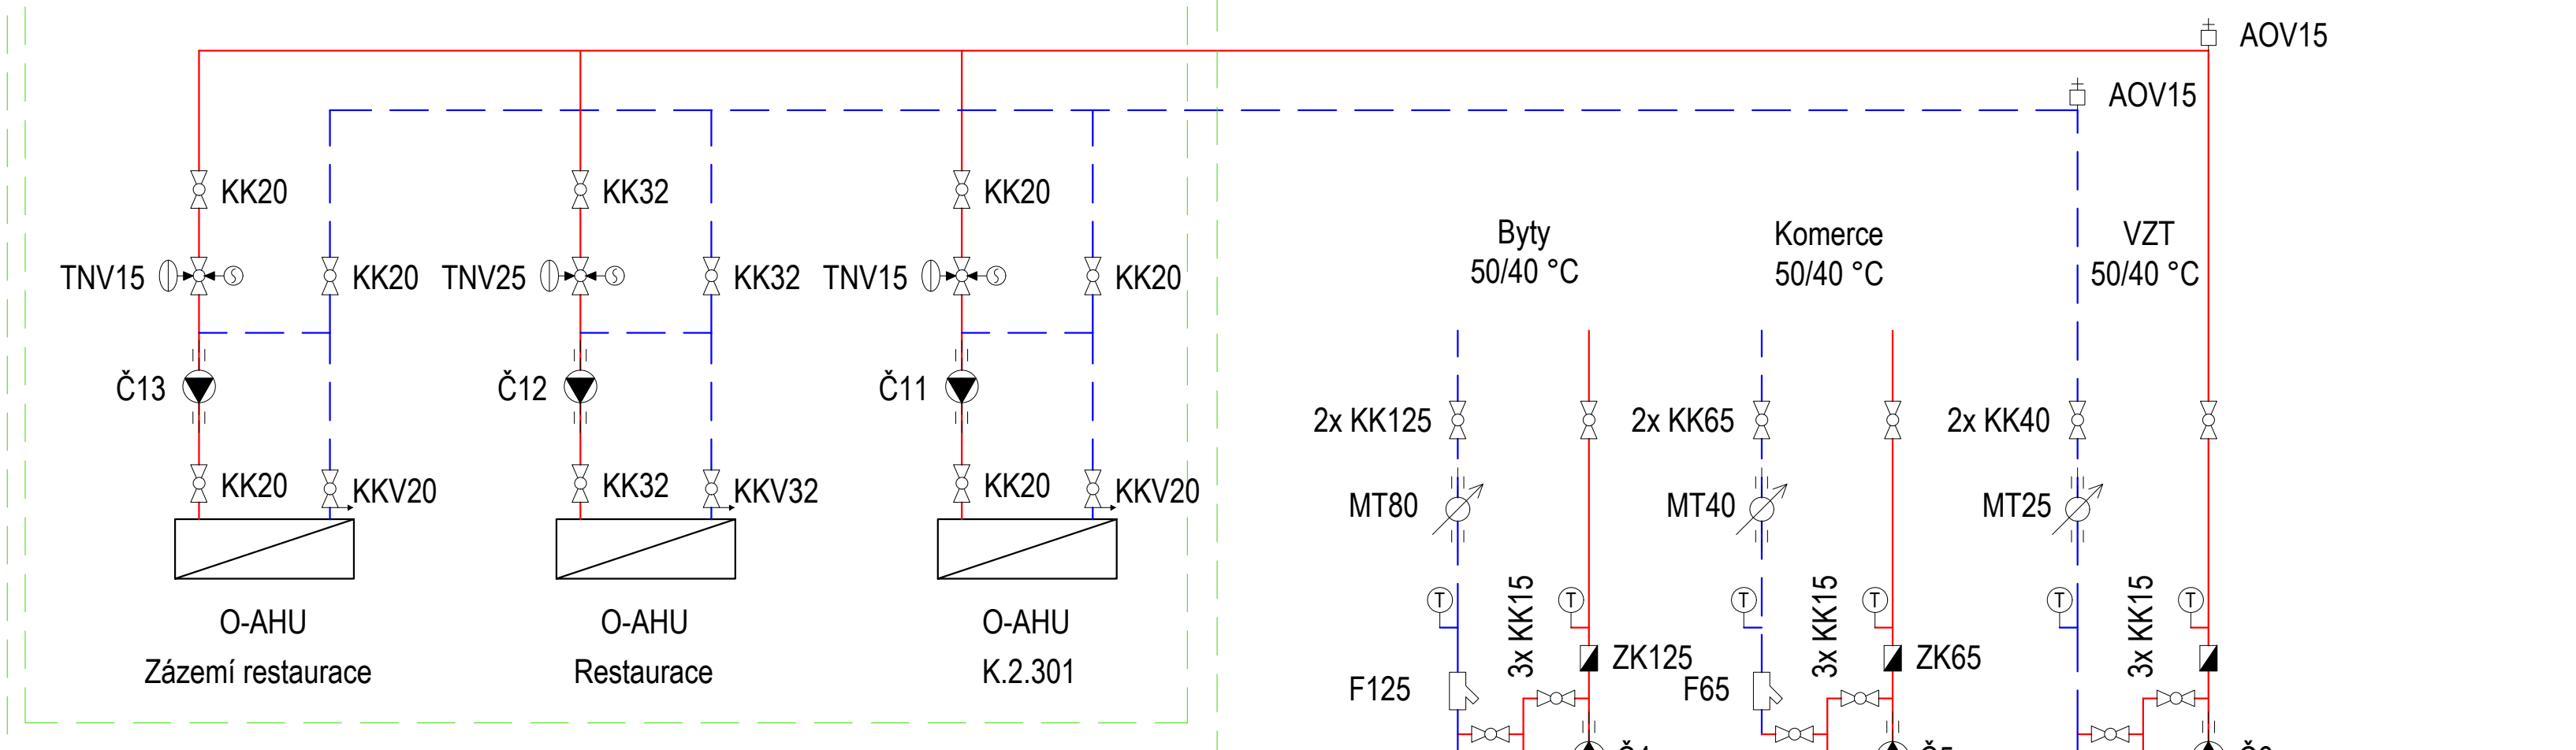 AOV15
AOV15
KK20
KK32
KK20
Byty
50/40 °C
Komerce
50/40 °C
VZT
50/40 °C
TNV15
S
KK20
TNV25
S
KK32
TNV15
S
KK20
Č13
Č12
Č11
2x KK125
2x KK65
2x KK40
KK20
KKV20
KK32
KKV32
KK20
KKV20
MT80
MT40
MT25
T
3x KK15
T
T
3x KK15
T
T
3x KK15
T
O-AHU
Zázemí restaurace
O-AHU
Restaurace
O-AHU
K.2.301
ZK125
ZK65
F125
F65